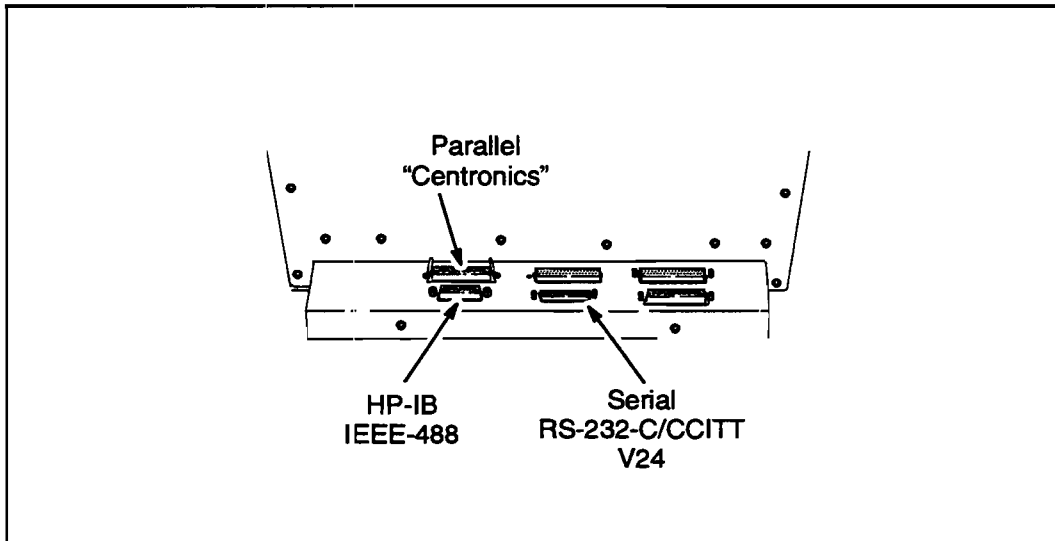 Parallel
“Centronics”
HP-IB
IEEE-488
Serial
RS-232-C/CCITT
V24